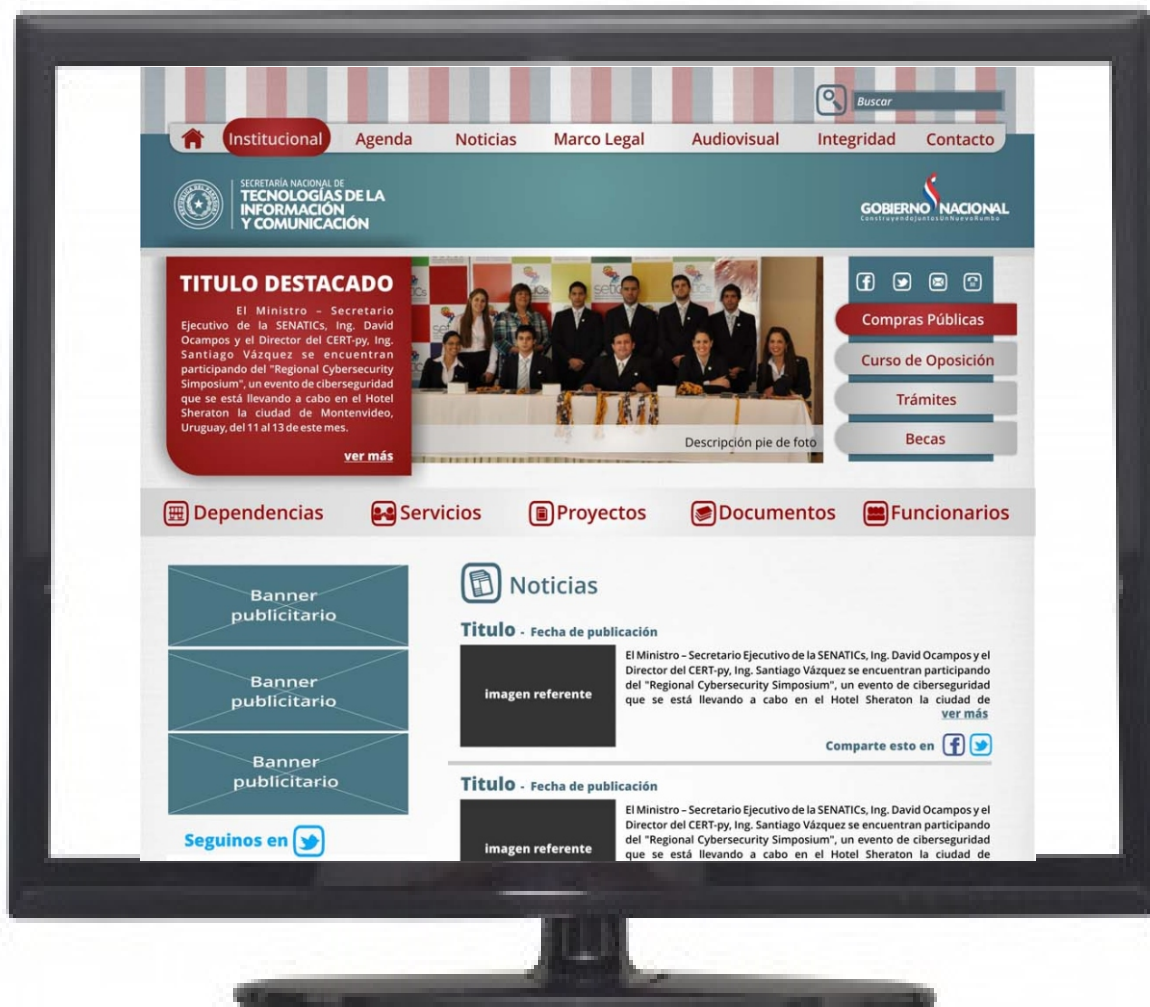 Buscar
Institucional Agenda Noticias Marco Legal Audiovisual Integridad Contacto
SECRETARÍA NACIONAL DE
TECNOLOGÍAS DE LA
INFORMACIÓN
Y COMUNICACIÓN
GOBIERNO NACIONAL
ConstruyendoJuntosUnNuevoRumbo
TITULO DESTACADO
El Ministro – Secretario
Ejecutivo de la SENATICs, Ing. David
Ocampos y el Director del CERT-py, Ing.
Santiago Vázquez se encuentran
participando del "Regional Cybersecurity
Simposium", un evento de ciberseguridad
que se está llevando a cabo en el Hotel
Sheraton la ciudad de Montenvideo,
Uruguay, del 11 al 13 de este mes.
ver más
Descripción pie de foto
Compras Públicas
Curso de Oposición
Trámites
Becas
Dependencias Servicios Proyectos Documentos Funcionarios
Banner
publicitario
Banner
publicitario
Banner
publicitario
Seguinos en
Noticias
Titulo - Fecha de publicación
imagen referente
El Ministro – Secretario Ejecutivo de la SENATICs, Ing. David Ocampos y el
Director del CERT-py, Ing. Santiago Vázquez se encuentran participando
del "Regional Cybersecurity Simposium", un evento de ciberseguridad
que se está llevando a cabo en el Hotel Sheraton la ciudad de
ver más
Comparte esto en
Titulo - Fecha de publicación
imagen referente
El Ministro – Secretario Ejecutivo de la SENATICs, Ing. David Ocampos y el
Director del CERT-py, Ing. Santiago Vázquez se encuentran participando
del "Regional Cybersecurity Simposium", un evento de ciberseguridad
que se está llevando a cabo en el Hotel Sheraton la ciudad de